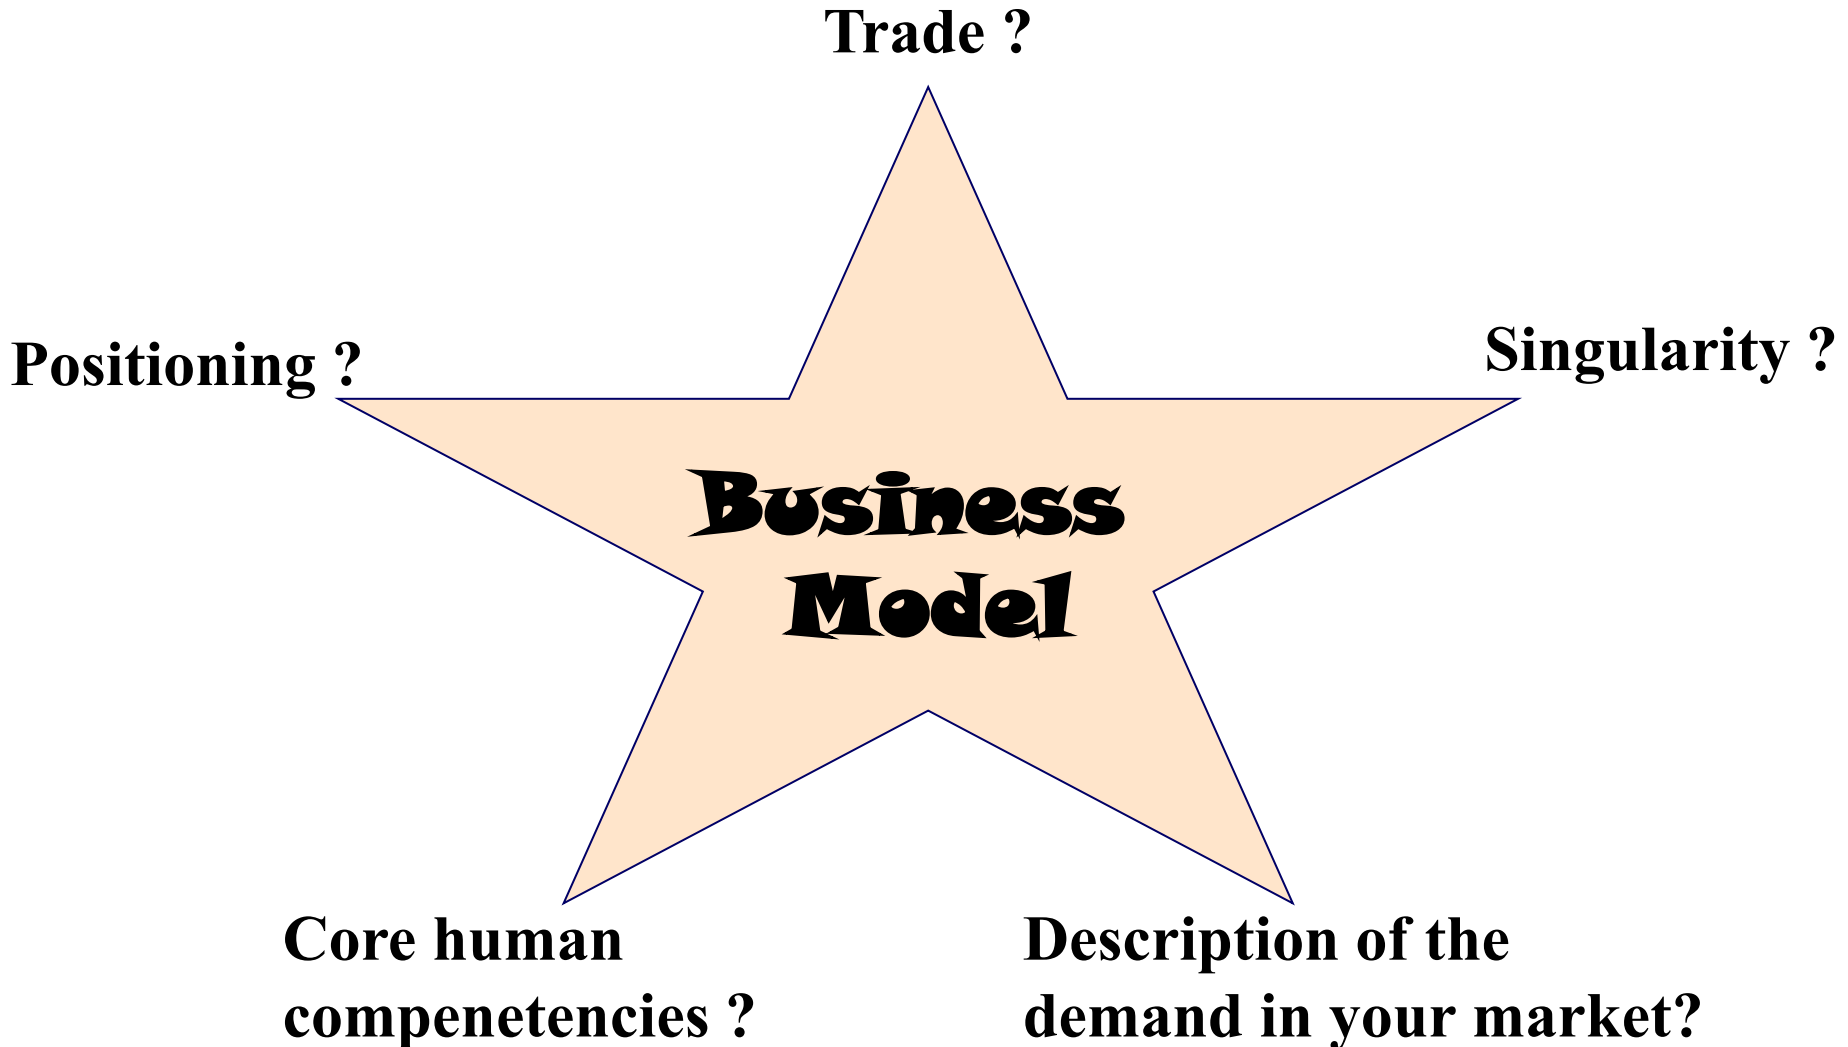 Trade ?
Positioning ?
Singularity ?
Business
Model
Core human
compenetencies ?
Description of the
demand in your market?